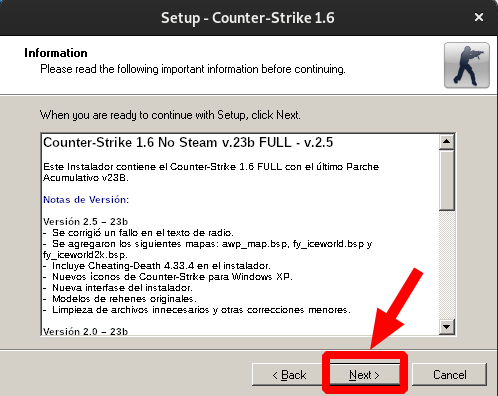 Setup - Counter-Strike 1.6
Information
Please read the following important information before continuing.
When you are ready to continue with Setup, click Next.
Counter-Strike 1.6 No Steam v.23b FULL - v.2.5
Este Instalador contiene el Counter-Strike 1.6 FULL con el último Parche
Acumulativo v23B.
Notas de Versión:
Versión 2.5 – 23b
- Se corrigió un fallo en el texto de radio.
- Se agregaron los siguientes mapas: awp_map.bsp, fy_iceworld.bsp y
fy_iceworld2k.bsp.
- Incluye Cheating-Death 4.33.4 en el instalador.
- Nuevos íconos de Counter-Strike para Windows XP.
- Nueva interfase del instalador.
- Modelos de rehenes originales.
- Limpieza de archivos innecesarios y otras correcciones menores.
Versión 2.0 – 23b
< Back
Next >
Cancel